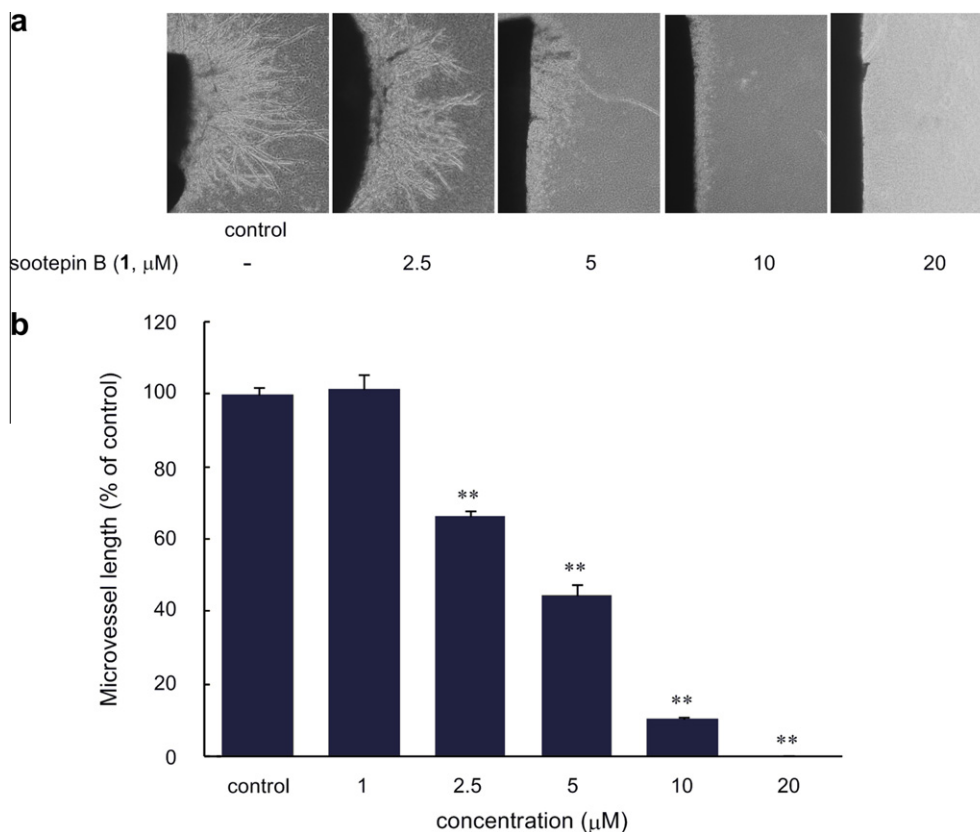 a
control
sootepin B (1, μM) - 2.5 5 10 20
b
120
100
80
60
40
20
0
Microvessel length (% of control)
**
**
**
**
control 1 2.5 5 10 20
concentration (μM)